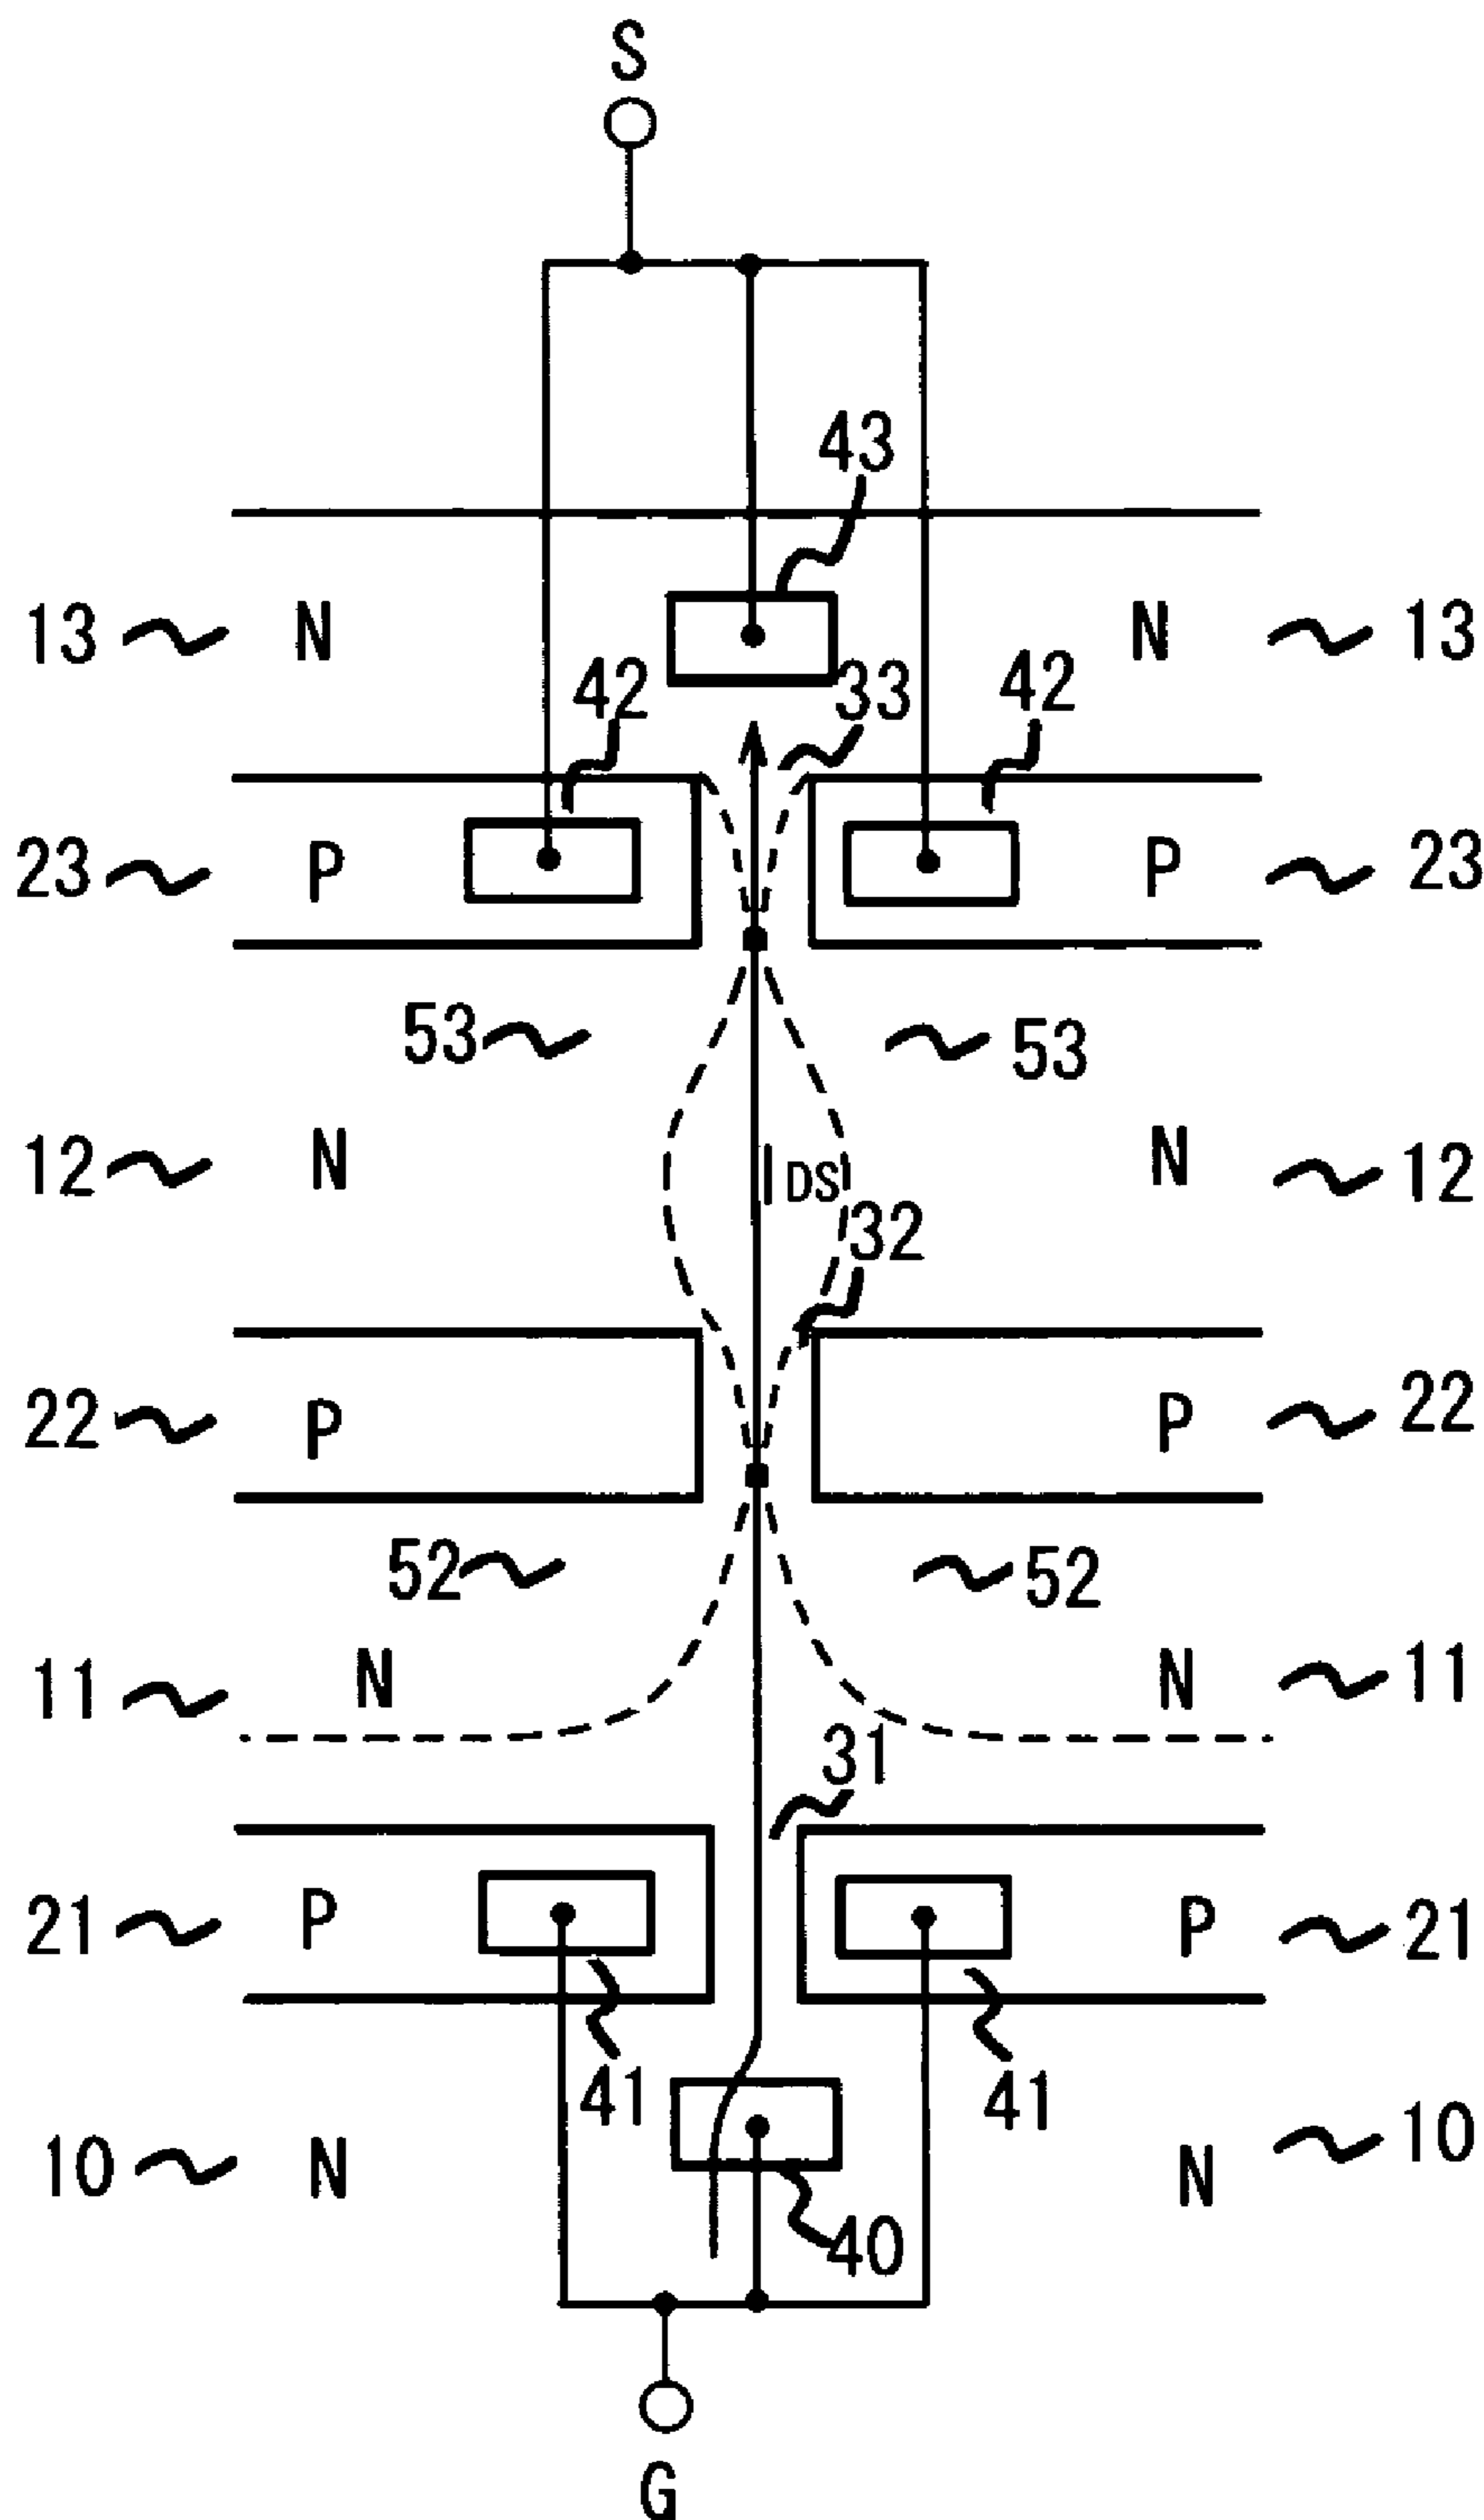 S
43
13 N N 13
42 33 42
23 P P 23
53 53
12 N IDS N 12
32
22 P P 22
52 52
11 N N 11
31
21 P P 21
41 41
10 N N 10
40
G